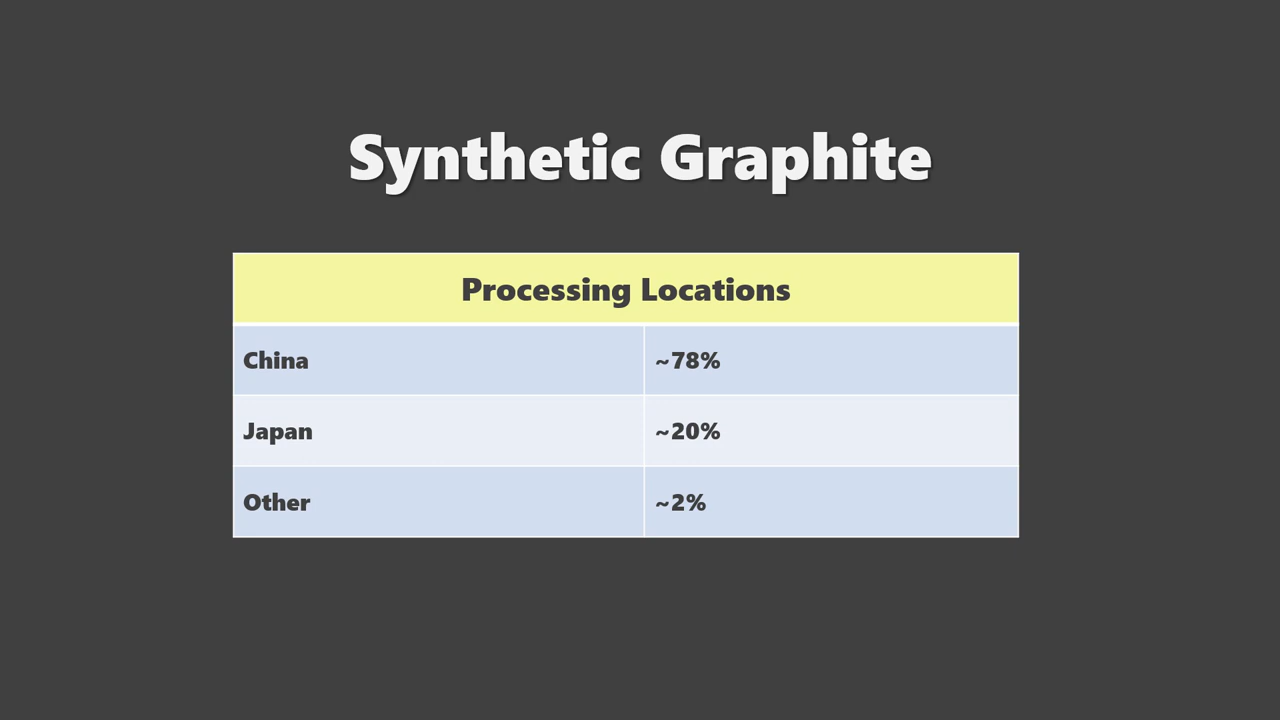 Synthetic Graphite
Processing Locations
China ~78%
Japan ~20%
Other ~2%